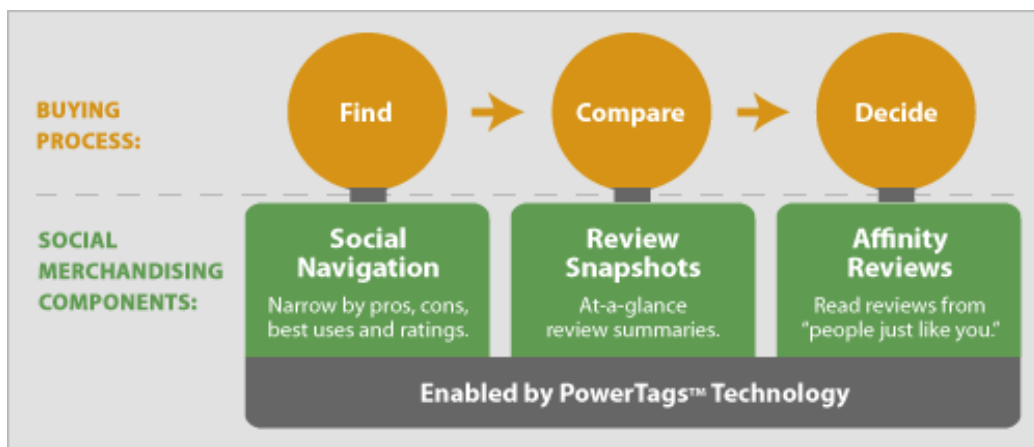 BUYING
PROCESS:
Find
Compare
Decide
SOCIAL
MERCHANDISING
COMPONENTS:
Social
Navigation
Narrow by pros, cons,
best uses and ratings.
Review
Snapshots
At-a-glance
review summaries.
Affinity
Reviews
Read reviews from
“people just like you.”
Enabled by PowerTags™ Technology